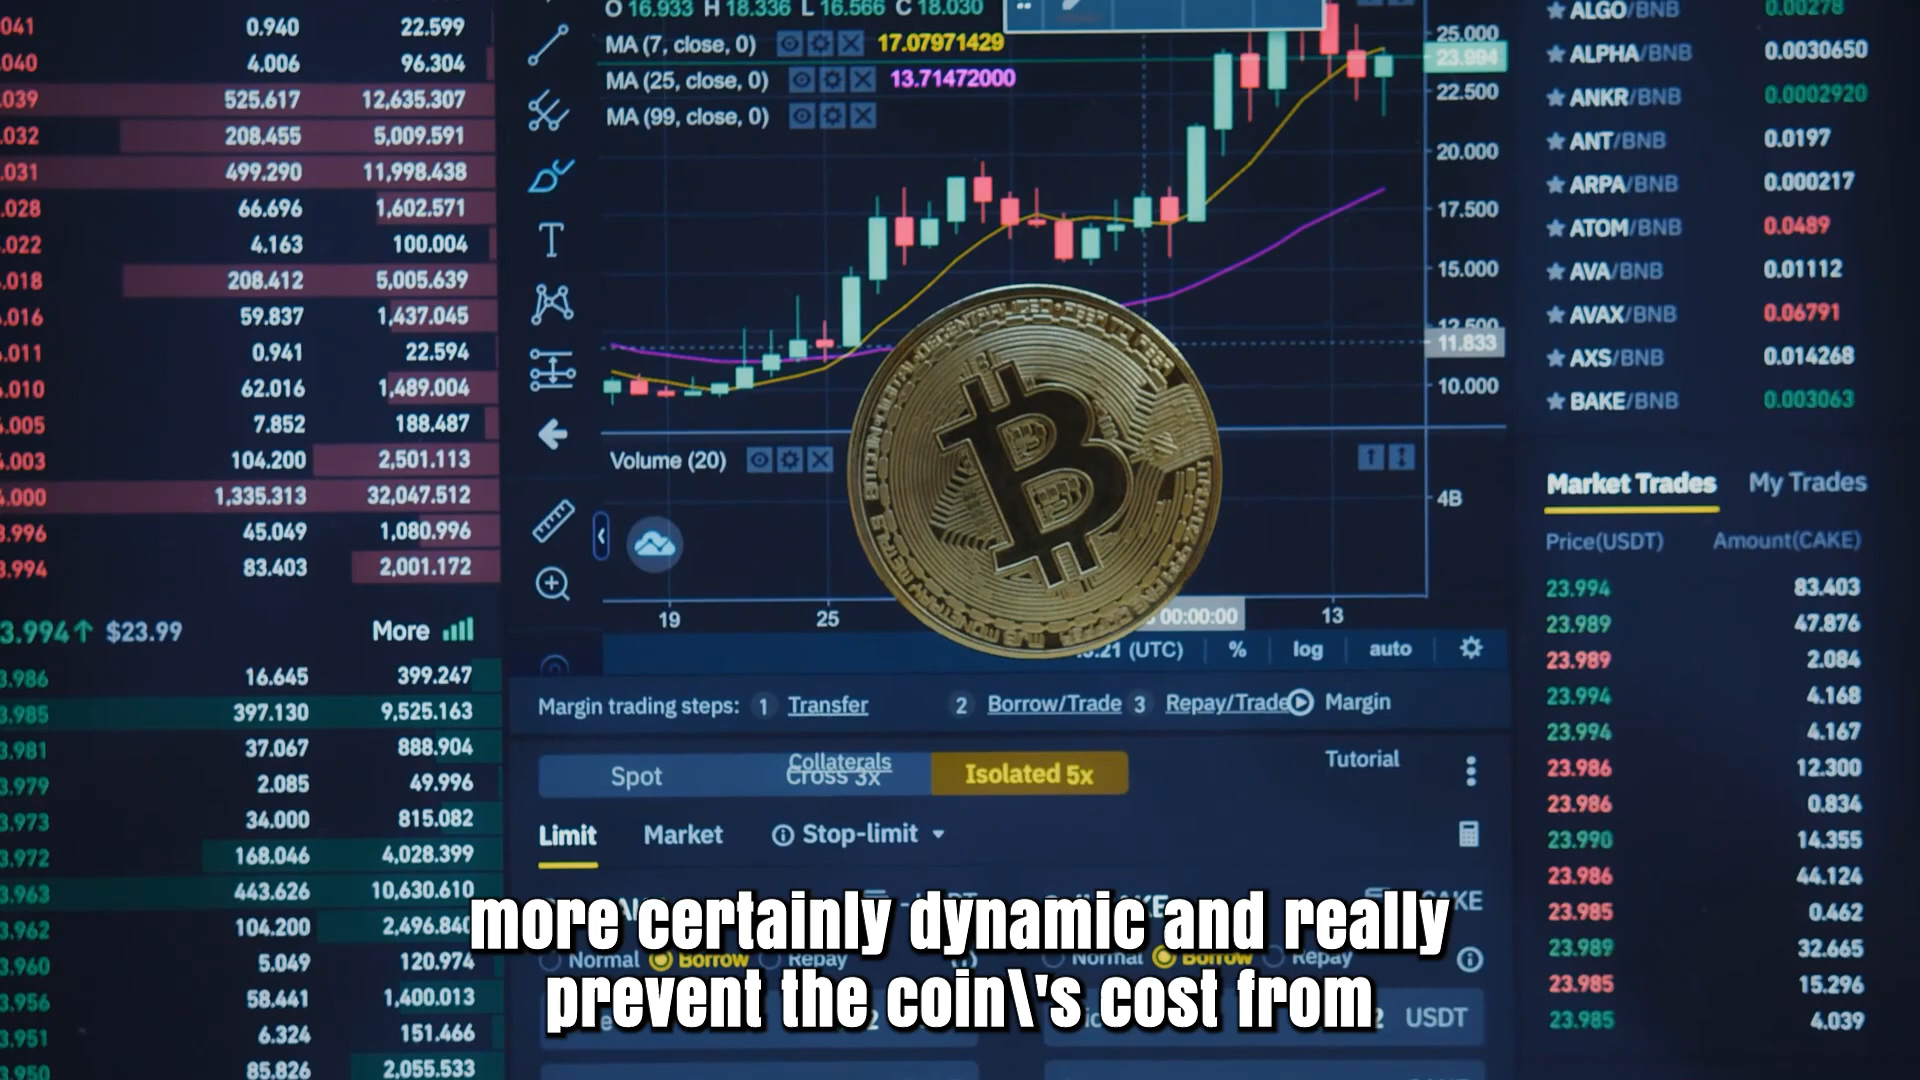 O 16.933 H 18.336 L 16.566 C 18.030
MA (7, close, 0) 17.07971429
MA (25, close, 0) 13.71472000
MA (99, close, 0)
25.000
23.994
22.500
20.000
17.500
15.000
12.500
11.833
10.000
Volume (20)
4B
19 25 00:00:00 13
(UTC) % log auto
041 0.940 22.599
.040 4.006 96.304
.039 525.617 12,635.307
.032 208.455 5,009.591
.031 499.290 11,998.438
.028 66.696 1,602.571
.022 4.163 100.004
.018 208.412 5,005.639
.016 59.837 1,437.045
.011 0.941 22.594
.010 62.016 1,489.004
.005 7.852 188.487
.003 104.200 2,501.113
.000 1,335.313 32,047.512
3.996 45.049 1,080.996
3.994 83.403 2,001.172
3.994↑ $23.99 More
3.986 16.645 399.247
3.985 397.130 9,525.163
3.981 37.067 888.904
3.979 2.085 49.996
3.973 34.000 815.082
3.972 168.046 4,028.399
3.963 443.626 10,630.610
3.962 104.200 2,496.840
3.960 5.049 120.974
3.956 58.441 1,400.013
3.951 6.324 151.466
3.950 85.826 2,055.533
Margin trading steps: 1 Transfer 2 Borrow/Trade 3 Repay/Trade Margin
Collaterals Tutorial
Spot Cross 3x Isolated 5x
Limit Market Stop-limit
Normal Borrow Repay Normal Borrow Repay
USDT
ALGO/BNB 0.00278
ALPHA/BNB 0.0030650
ANKR/BNB 0.0002920
ANT/BNB 0.0197
ARPA/BNB 0.000217
ATOM/BNB 0.0489
AVA/BNB 0.01112
AVAX/BNB 0.06791
AXS/BNB 0.014268
BAKE/BNB 0.003063
Market Trades My Trades
Price(USDT) Amount(CAKE)
23.994 83.403
23.989 47.876
23.989 2.084
23.994 4.168
23.994 4.167
23.986 12.300
23.986 0.834
23.990 14.355
23.986 44.124
23.985 0.462
23.989 32.665
23.985 15.296
23.985 4.039
more certainly dynamic and really
prevent the coin\'s cost from